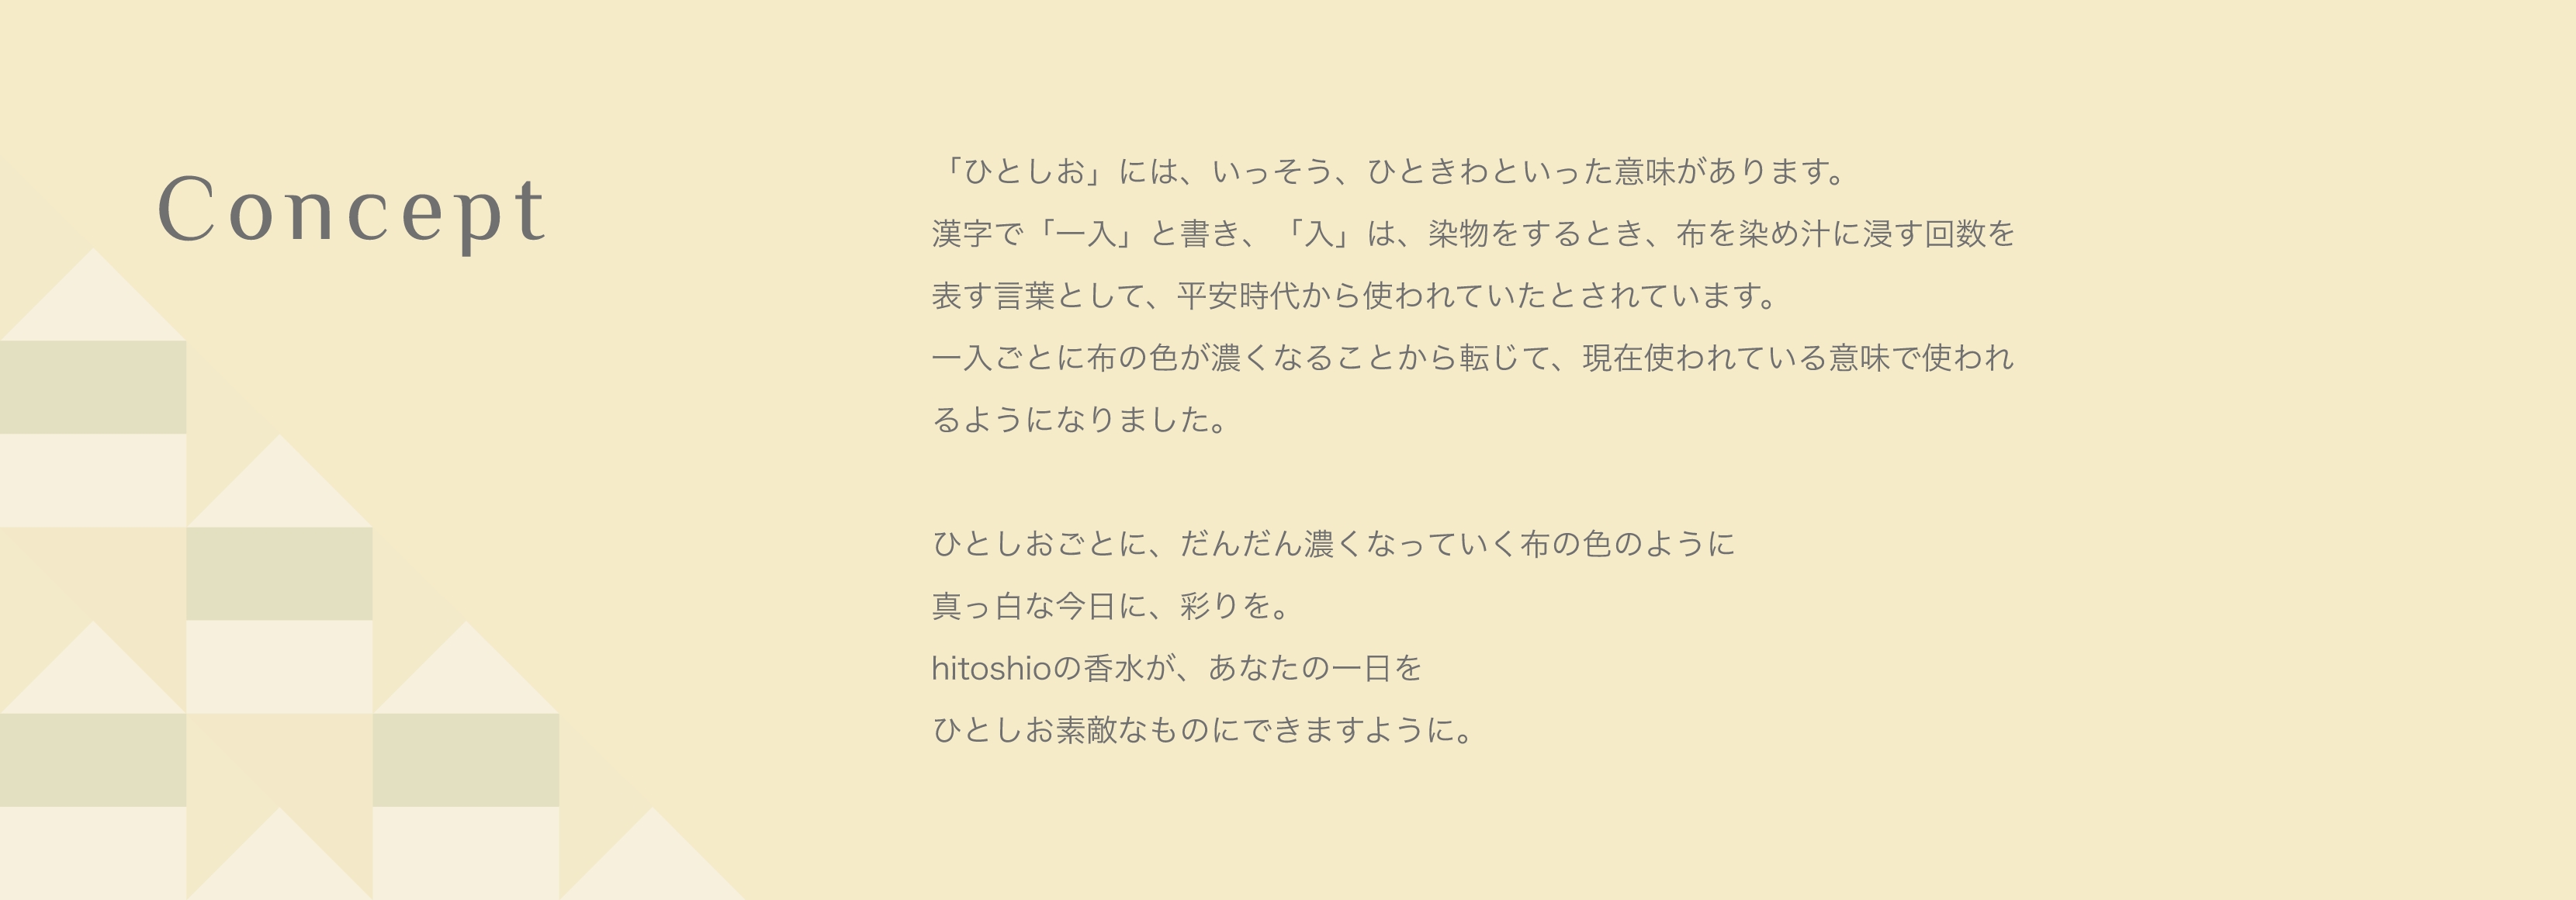 Concept
「ひとしお」には、いっそう、ひときわといった意味があります。
漢字で「一入」と書き、「入」は、染物をするとき、布を染め汁に浸す回数を
表す言葉として、平安時代から使われていたとされています。
一入ごとに布の色が濃くなることから転じて、現在使われている意味で使われ
るようになりました。
ひとしおごとに、だんだん濃くなっていく布の色のように
真っ白な今日に、彩りを。
hitoshioの香水が、あなたの一日を
ひとしお素敵なものにできますように。